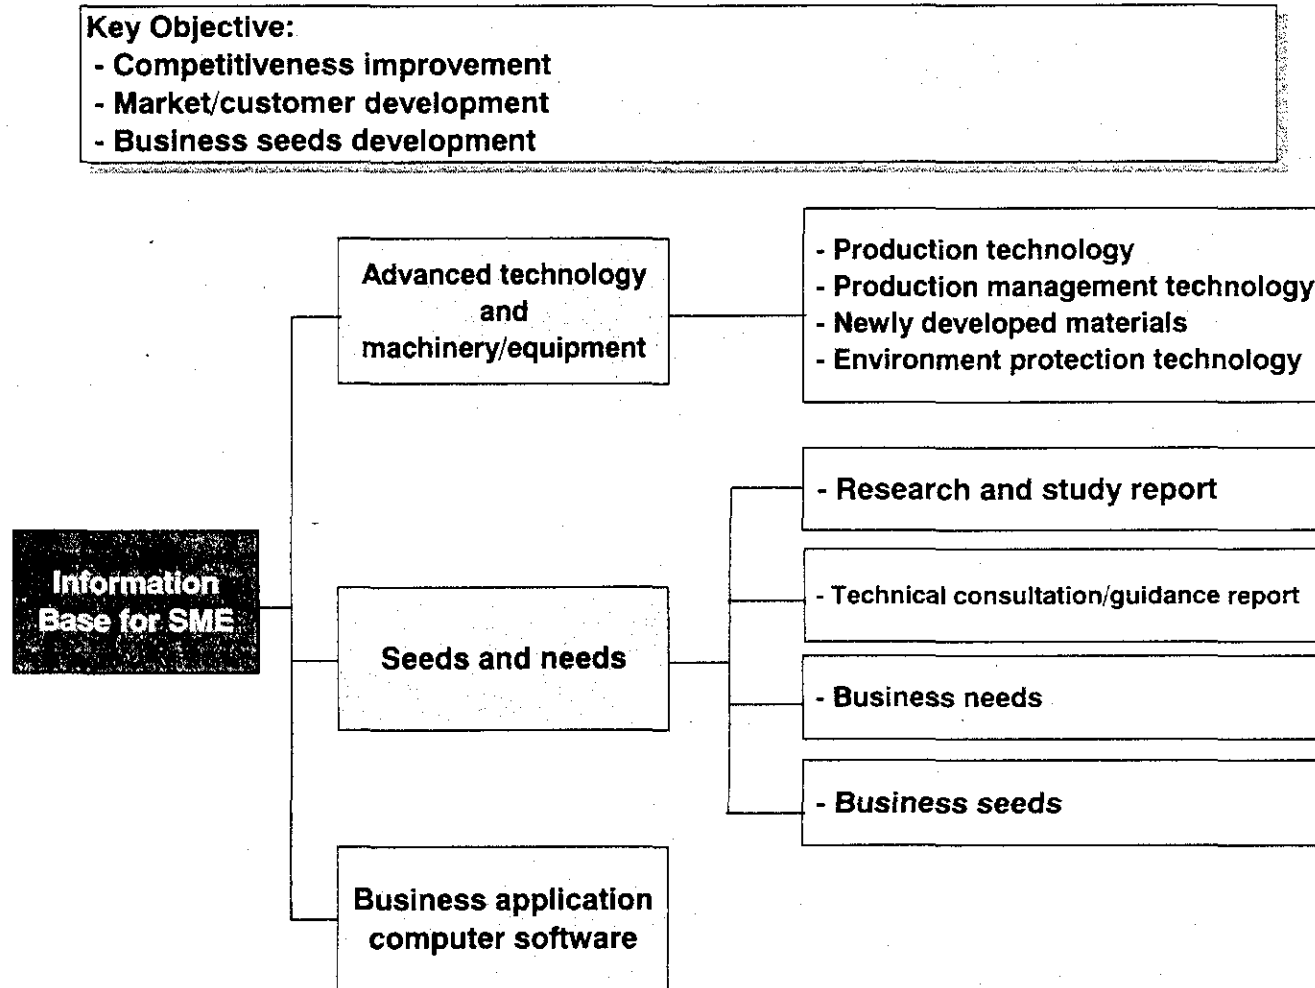 Key Objective:
- Competitiveness improvement
- Market/customer development
- Business seeds development
Advanced technology
and
machinery/equipment
- Production technology
- Production management technology
- Newly developed materials
- Environment protection technology
Information
Base for SME
Seeds and needs
- Research and study report
- Technical consultation/guidance report
- Business needs
- Business seeds
Business application
computer software